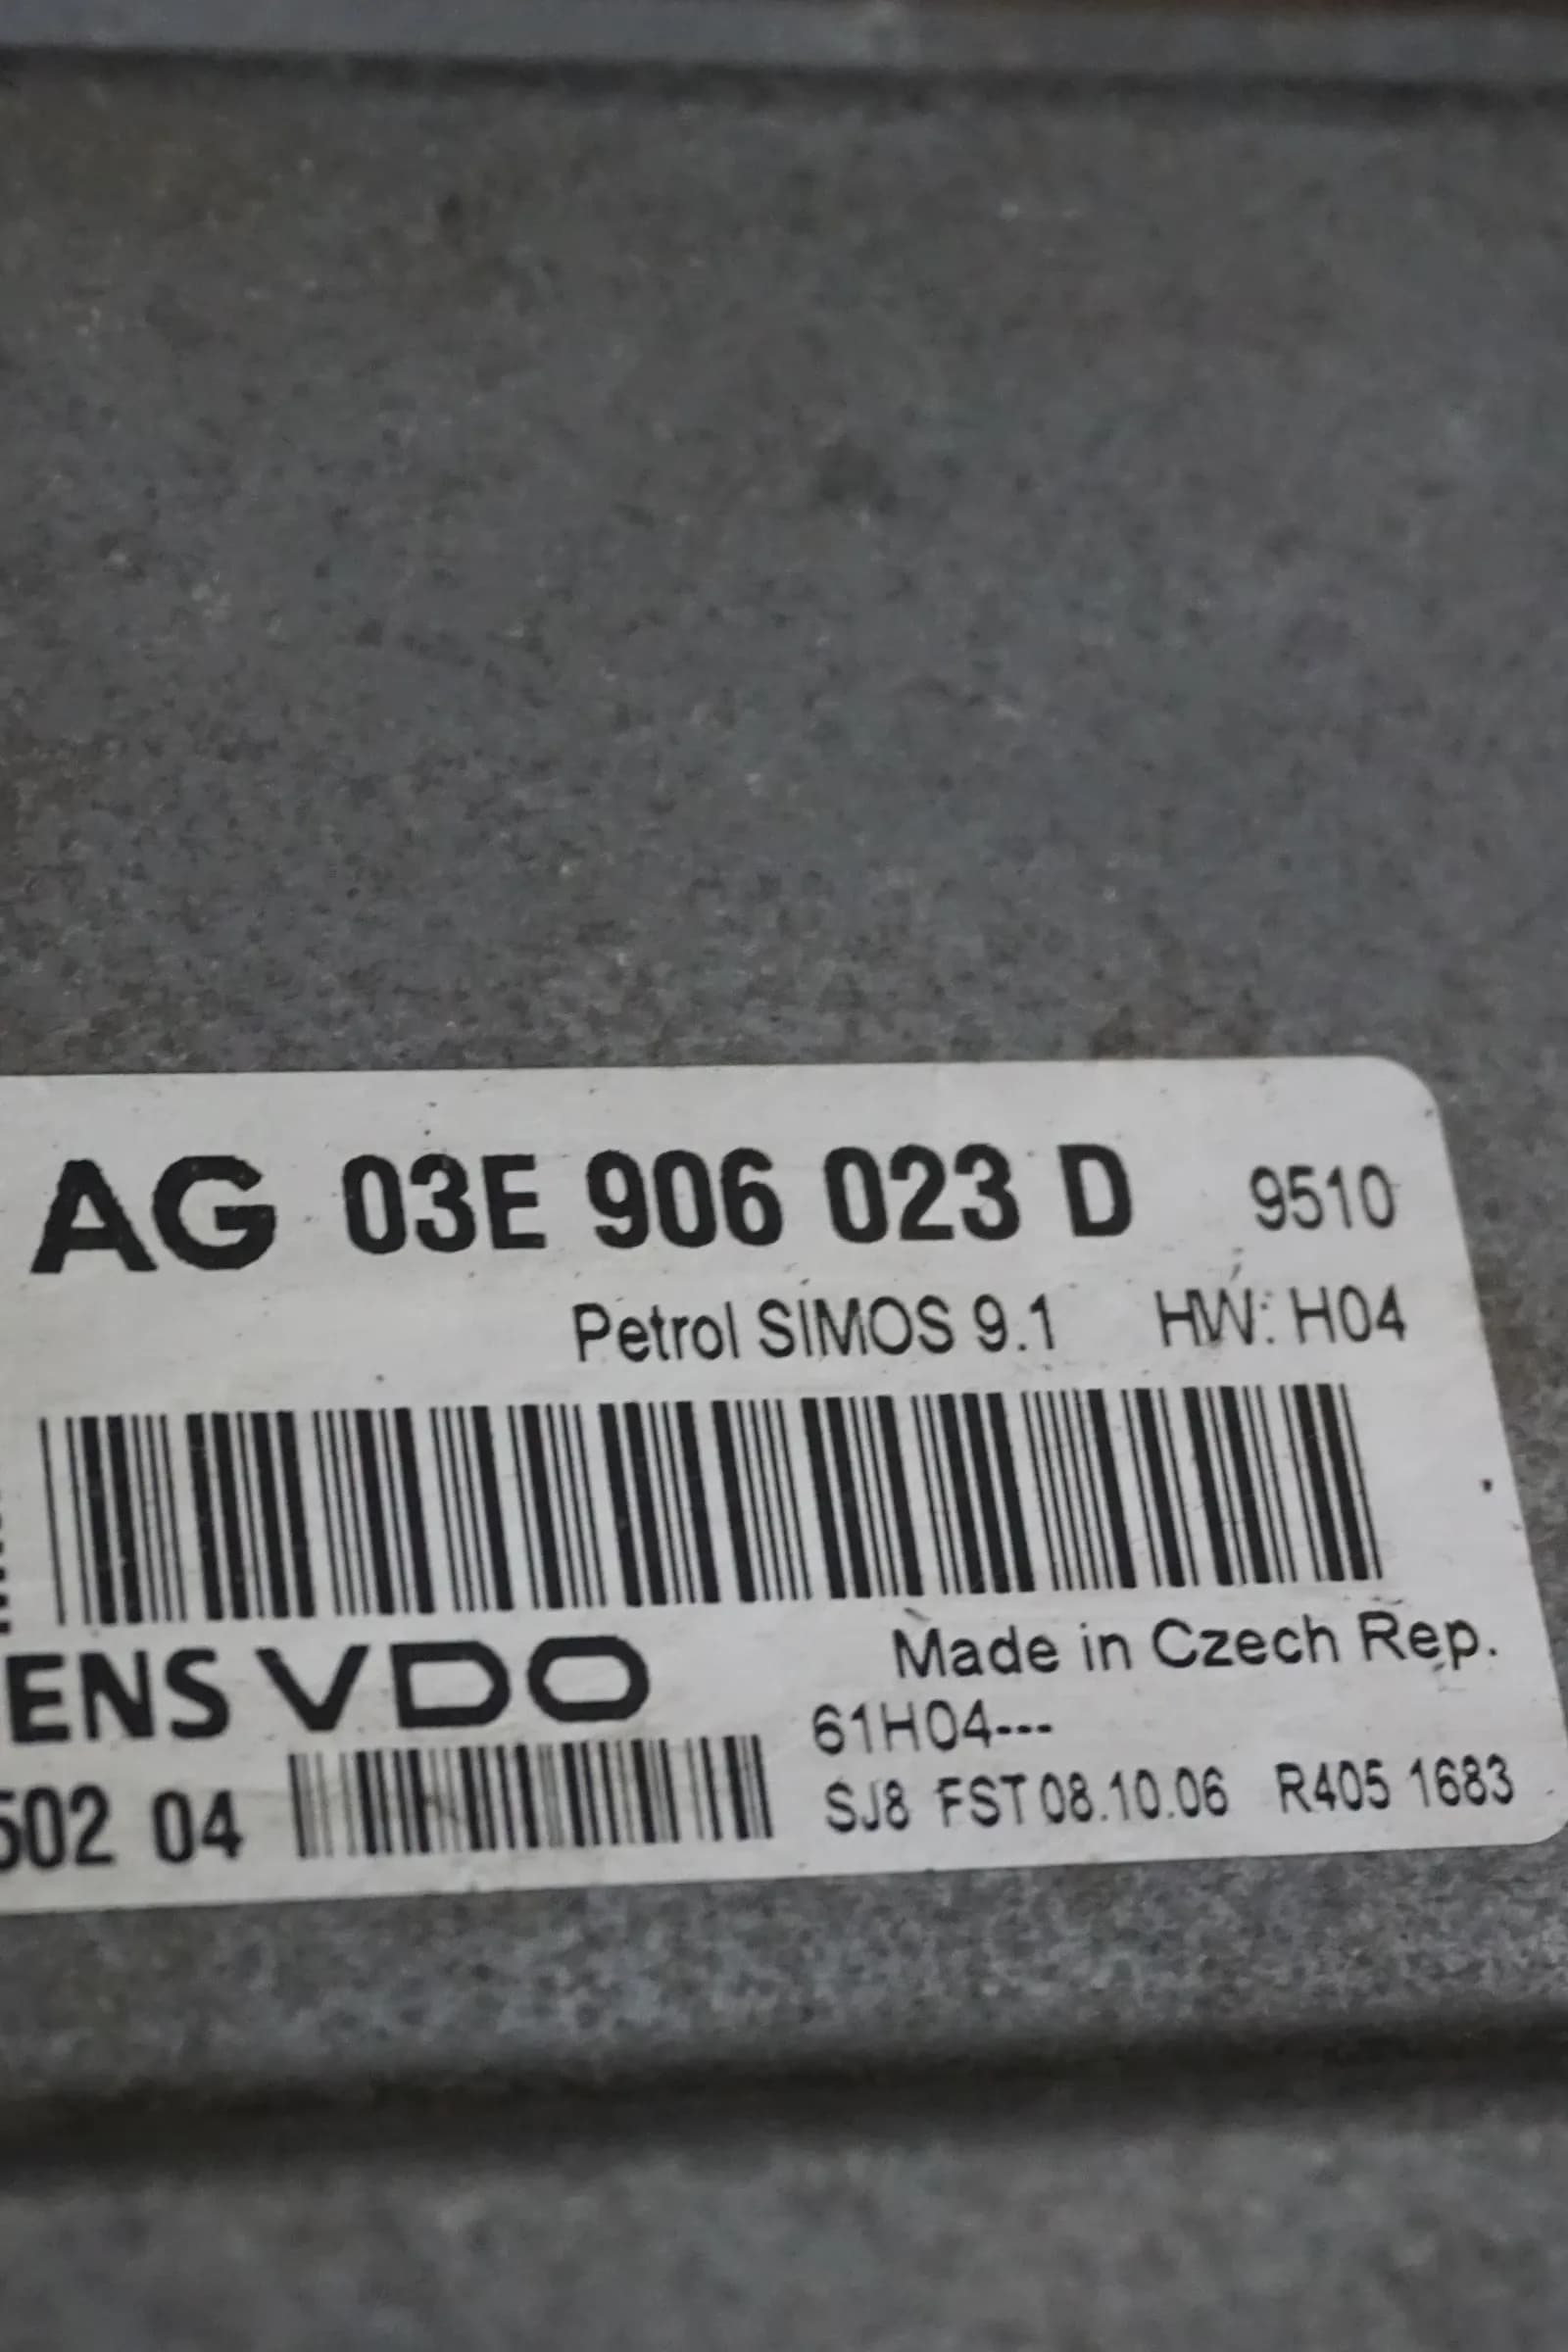 AG 03E 906 023 D 9510
Petrol SIMOS 9.1 HW: H04
ENS VDO Made in Czech Rep.
61H04---
502 04 SJ8 FST 08.10.06 R405 1683